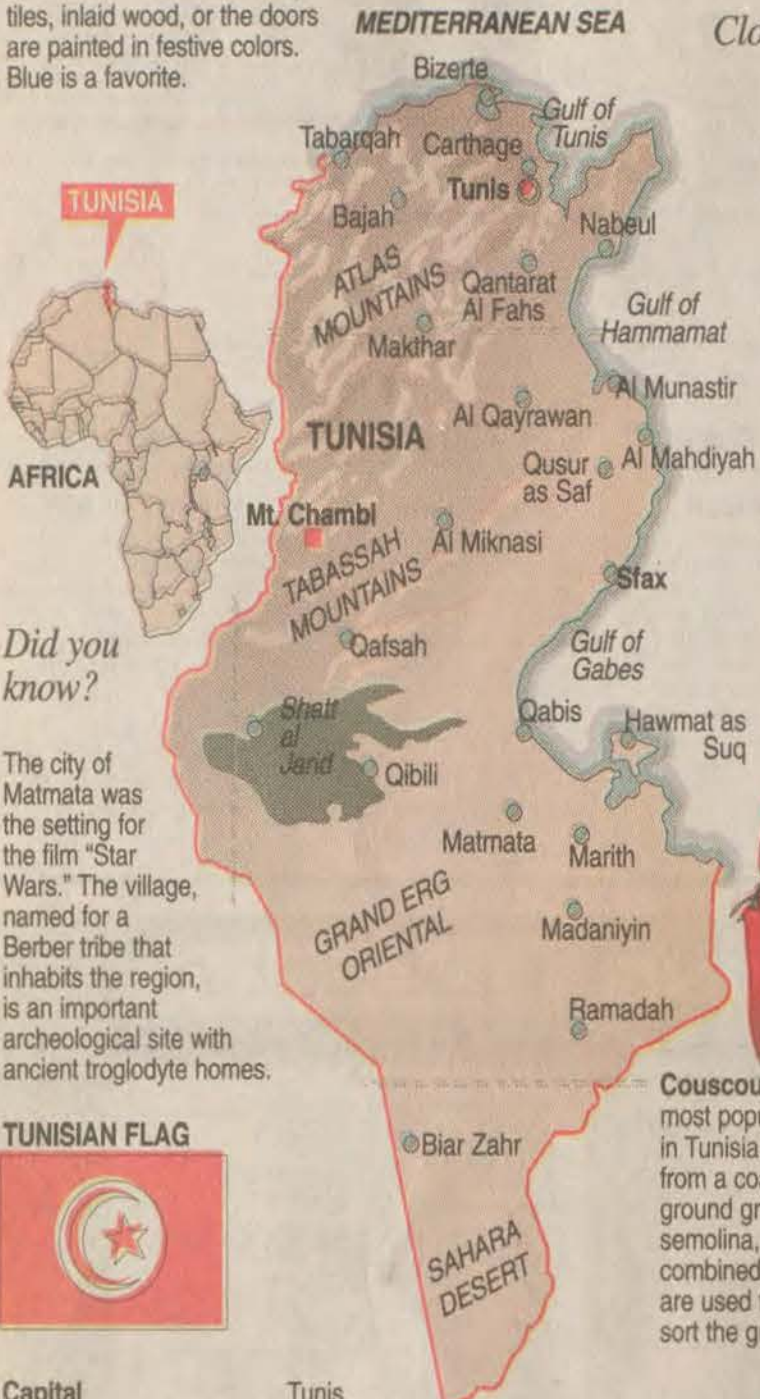 tiles, inlaid wood, or the doors
are painted in festive colors.
Blue is a favorite.
MEDITERRANEAN SEA
Bizerte
Gulf of
Tunis
Tabarqah
Carthage
Tunis
TUNISIA
Bajah
Nabeul
ATLAS
MOUNTAINS
Qantarat
Al Fahs
Gulf of
Hammamat
Makthar
Al Munastir
Al Qayrawan
TUNISIA
Al Mahdiyah
Qusur
as Saf
AFRICA
Mt. Chambl
Al Miknasi
TABASSAH
MOUNTAINS
Sfax
Qafsah
Gulf of
Gabes
Shatt
al
Jarid
Qabis
Hawmat as
Suq
Qibili
Matmata
Marith
GRAND ERG
ORIENTAL
Madaniyin
Ramadah
Biar Zahr
SAHARA
DESERT
Did you
know?
The city of
Matmata was
the setting for
the film “Star
Wars.” The village,
named for a
Berber tribe that
inhabits the region,
is an important
archeological site with
ancient troglodyte homes.
TUNISIAN FLAG
Capital Tunis
Clo
Couscou
most popu
in Tunisia
from a coa
ground gr
semolina,
combined
are used
sort the g